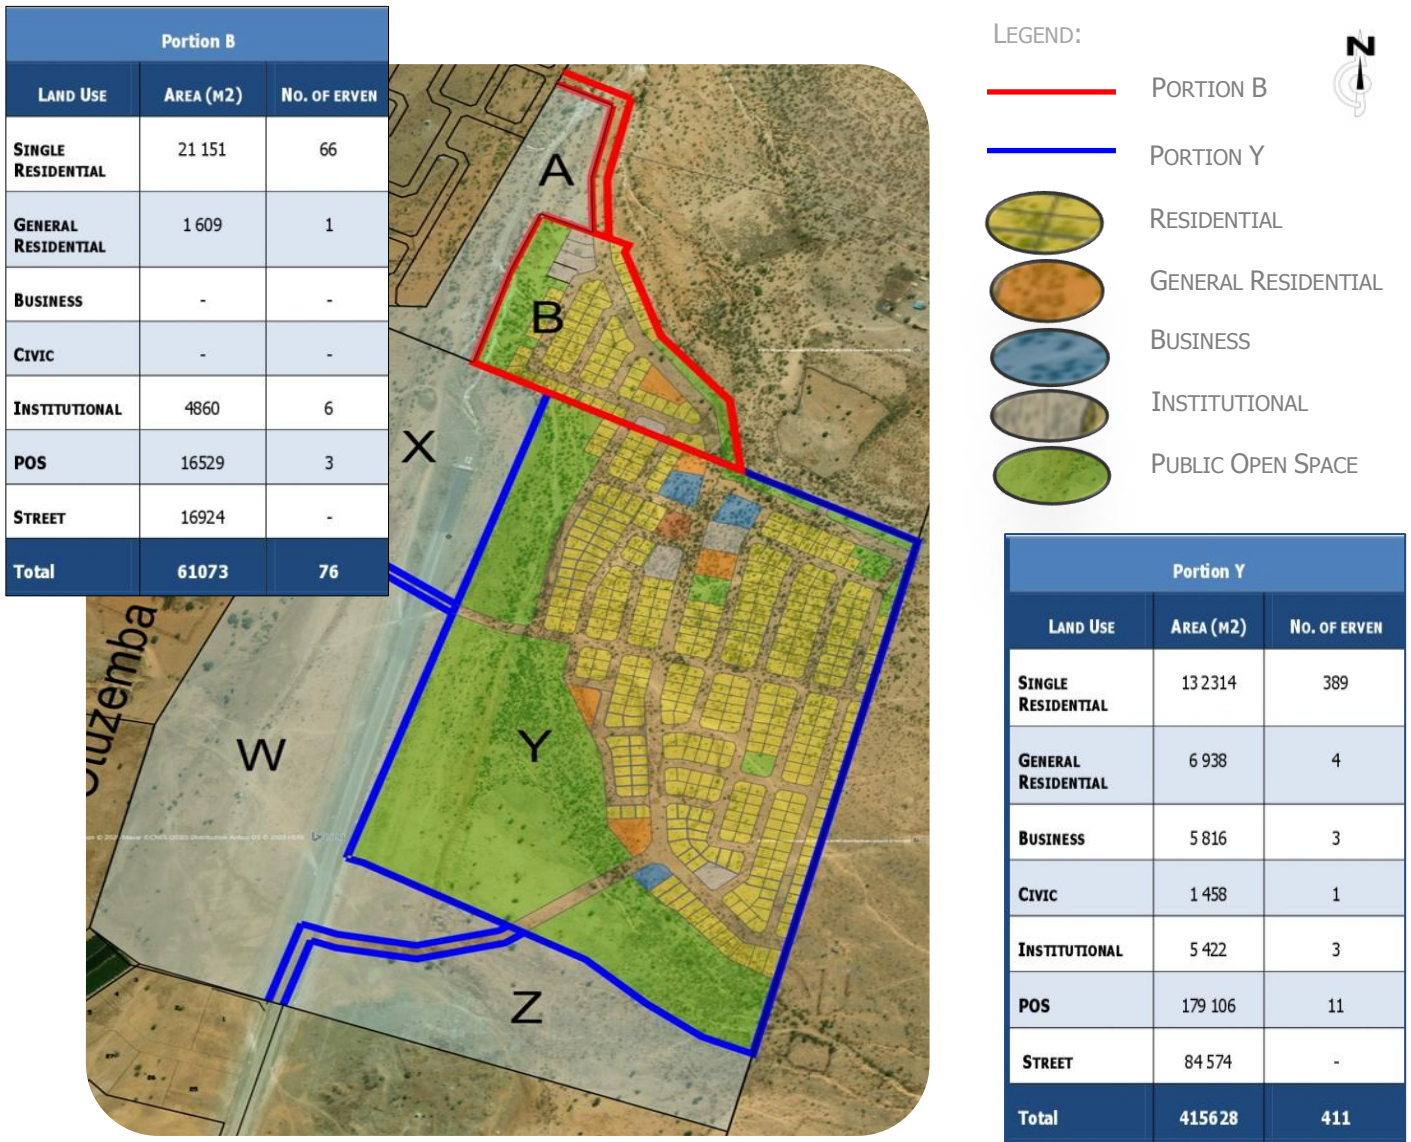 Portion B
LAND USE AREA (M2) NO. OF ERVEN
SINGLE RESIDENTIAL 21 151 66
GENERAL RESIDENTIAL 1 609 1
BUSINESS - -
CIVIC - -
INSTITUTIONAL 4860 6
POS 16529 3
STREET 16924 -
Total 61073 76
LEGEND:
N
PORTION B
PORTION Y
RESIDENTIAL
GENERAL RESIDENTIAL
BUSINESS
INSTITUTIONAL
PUBLIC OPEN SPACE
A
B
X
Otuzemba
W
Y
Z
Portion Y
LAND USE AREA (M2) NO. OF ERVEN
SINGLE RESIDENTIAL 13 2314 389
GENERAL RESIDENTIAL 6 938 4
BUSINESS 5 816 3
CIVIC 1 458 1
INSTITUTIONAL 5 422 3
POS 179 106 11
STREET 84 574 -
Total 415628 411